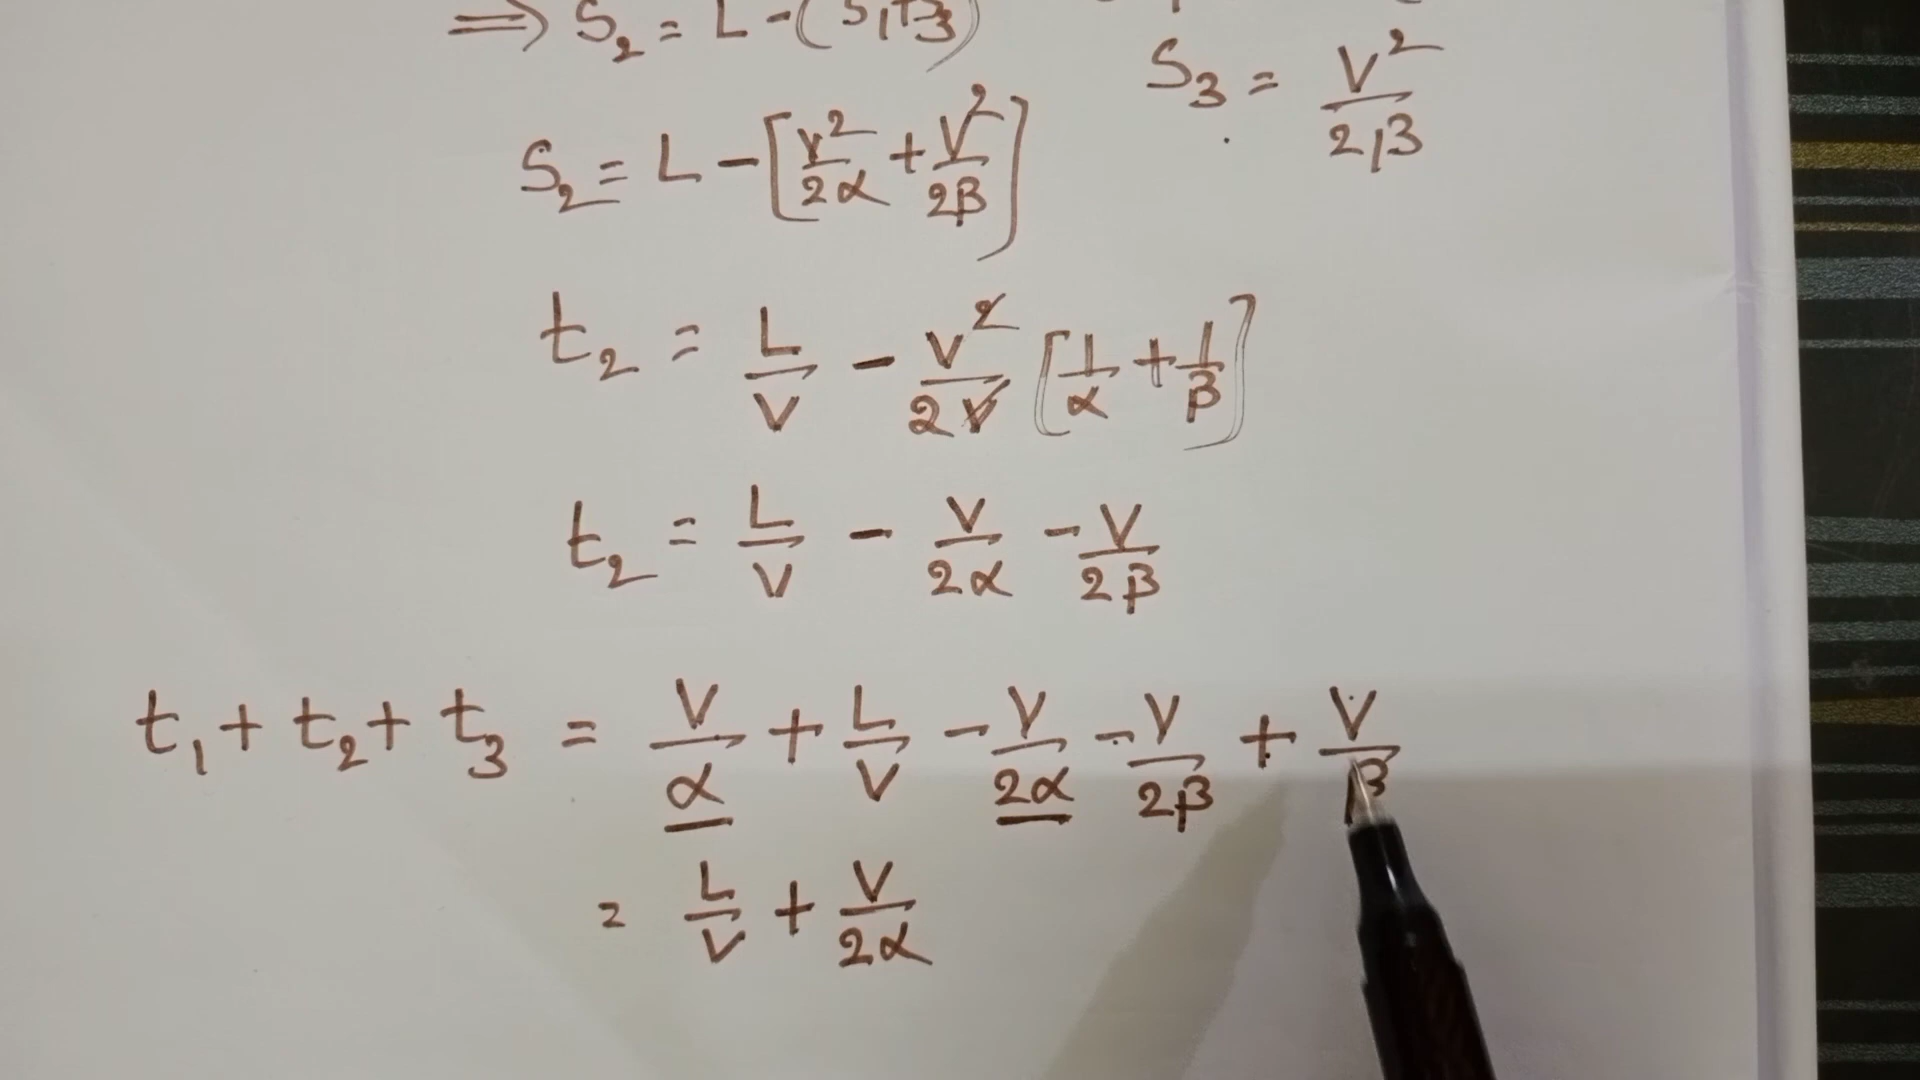 ⇒ S₂ = L - (S₁+S₃)
S₃ = V²/2β
S₂ = L - [V²/2α + V²/2β]
t₂ = L/V - V²/2V [1/α + 1/β]
t₂ = L/V - V/2α - V/2β
t₁ + t₂ + t₃ = V/α + L/V - V/2α - V/2β + V/β
= L/V + V/2α